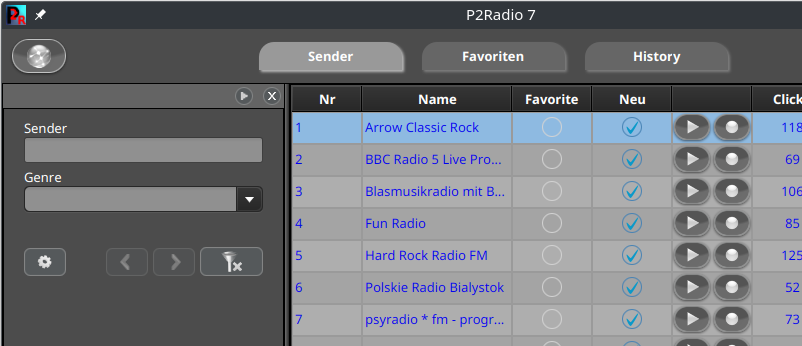 P2Radio 7
Sender Favoriten History
Sender
Genre
Nr Name Favorite Neu Click
1 Arrow Classic Rock 118
2 BBC Radio 5 Live Pro... 69
3 Blasmusikradio mit B... 106
4 Fun Radio 85
5 Hard Rock Radio FM 125
6 Polskie Radio Bialystok 52
7 psyradio * fm - progr... 73